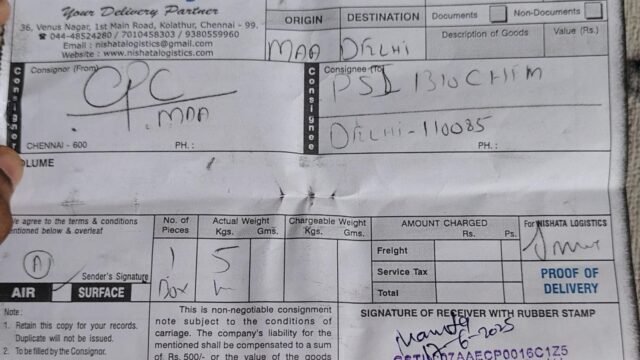 Your Delivery Partner
36, Venus Nagar, 1st Main Road, Kolathur, Chennai - 99.
☎ 044-48524280 / 7010458303 / 9380559960
Email : nishatalogistics@gmail.com
Website : www.nishatalogistics.com
ORIGIN DESTINATION Documents Non-Documents
MAA DELHI Description of Goods Value (Rs.)
Consignor Consignor (From) CPC
MAA
CHENNAI - 600 PH. :
Consignee Consignee (To) PSI BIOCHEM
DELHI-110085
PH. :
OLUME
We agree to the terms & conditions
mentioned below & overleaf
A
Sender's Signature
AIR SURFACE
No. of Pieces Actual Weight Kgs. Gms. Chargeable Weight Kgs. Gms.
1 5
Box
AMOUNT CHARGED Rs. Ps.
Freight
Service Tax
Total
For NISHATA LOGISTICS
PROOF OF
DELIVERY
Note :
1. Retain this copy for your records.
Duplicate will not be issued.
2. To be filled by the Consignor.
This is non-negotiable consignment
note subject to the conditions of
carriage. The company's liability for
the mentioned shall be compensated to a sum
of Rs. 500/- or the value of the goods
SIGNATURE OF RECEIVER WITH RUBBER STAMP
-6-2025
07AAECP0016C1Z5